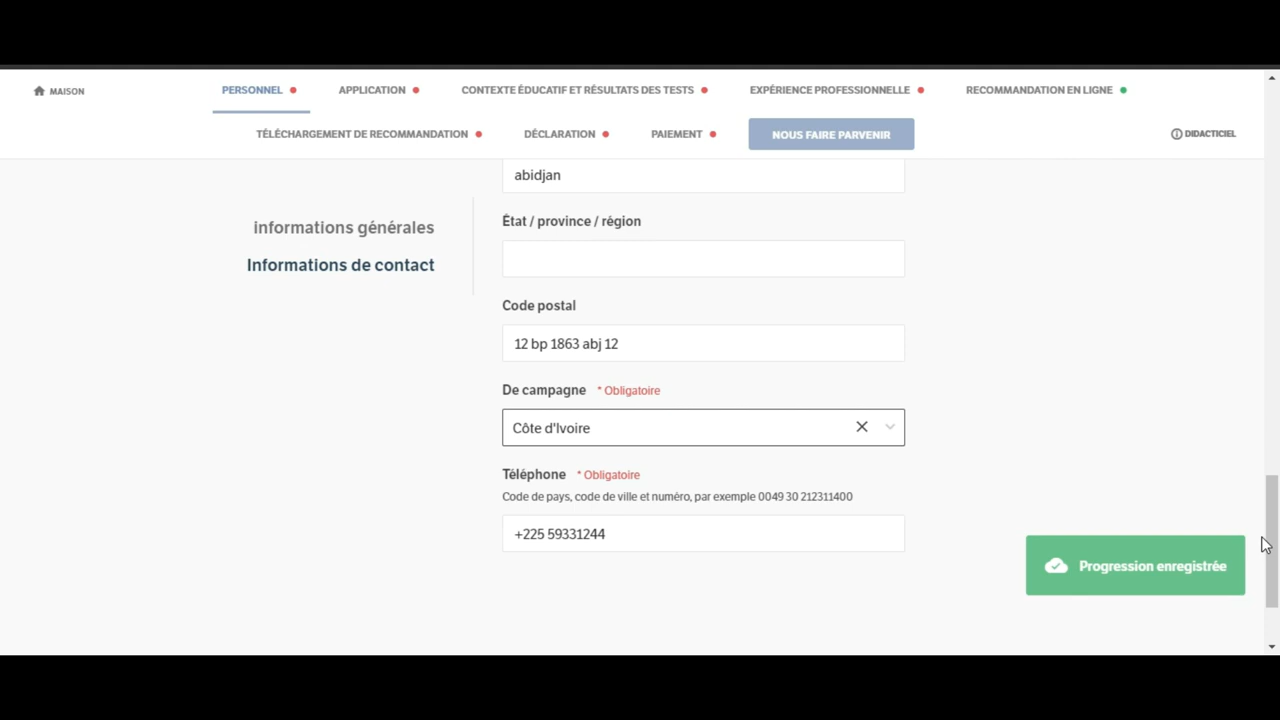 MAISON
PERSONNEL
APPLICATION
CONTEXTE ÉDUCATIF ET RÉSULTATS DES TESTS
EXPÉRIENCE PROFESSIONNELLE
RECOMMANDATION EN LIGNE
TÉLÉCHARGEMENT DE RECOMMANDATION
DÉCLARATION
PAIEMENT
NOUS FAIRE PARVENIR
DIDACTICIEL
informations générales
Informations de contact
abidjan
État / province / région
Code postal
12 bp 1863 abj 12
De campagne * Obligatoire
Côte d'Ivoire
Téléphone * Obligatoire
Code de pays, code de ville et numéro, par exemple 0049 30 212311400
+225 59331244
Progression enregistrée